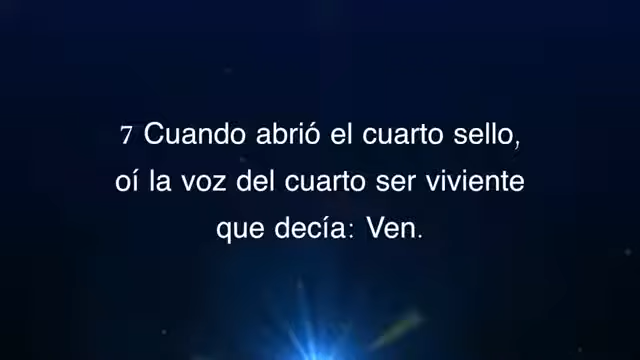 7 Cuando abrió el cuarto sello,
oí la voz del cuarto ser viviente
que decía: Ven.